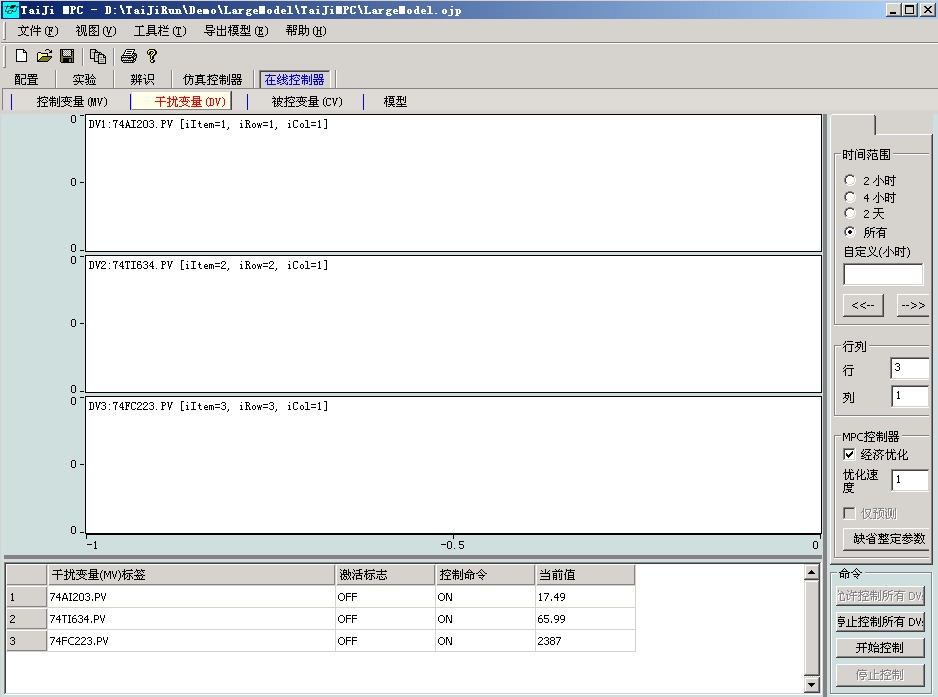 TaiJi MPC - D:\TaiJiRun\Demo\LargeModel\TaiJiMPC\LargeModel.ojp
文件(F) 视图(V) 工具栏(T) 导出模型(E) 帮助(H)
配置 实验 辨识 仿真控制器 在线控制器
控制变量(MV) 干扰变量(DV) 被控变量(CV) 模型
0
DV1:74AI203.PV [iItem=1, iRow=1, iCol=1]
0
0
0
DV2:74TI634.PV [iItem=2, iRow=2, iCol=1]
0
0
0
DV3:74FC223.PV [iItem=3, iRow=3, iCol=1]
0
0
-1 -0.5 0
时间范围
2 小时
4 小时
2 天
所有
自定义(小时)
<<-- -->>
行列
行 3
列 1
MPC控制器
经济优化
优化速度 1
仅预测
缺省整定参数
干扰变量(MV)标签 激活标志 控制命令 当前值
1 74AI203.PV OFF ON 17.49
2 74TI634.PV OFF ON 65.99
3 74FC223.PV OFF ON 2387
命令
允许控制所有 DVs
停止控制所有 DVs
开始控制
停止控制